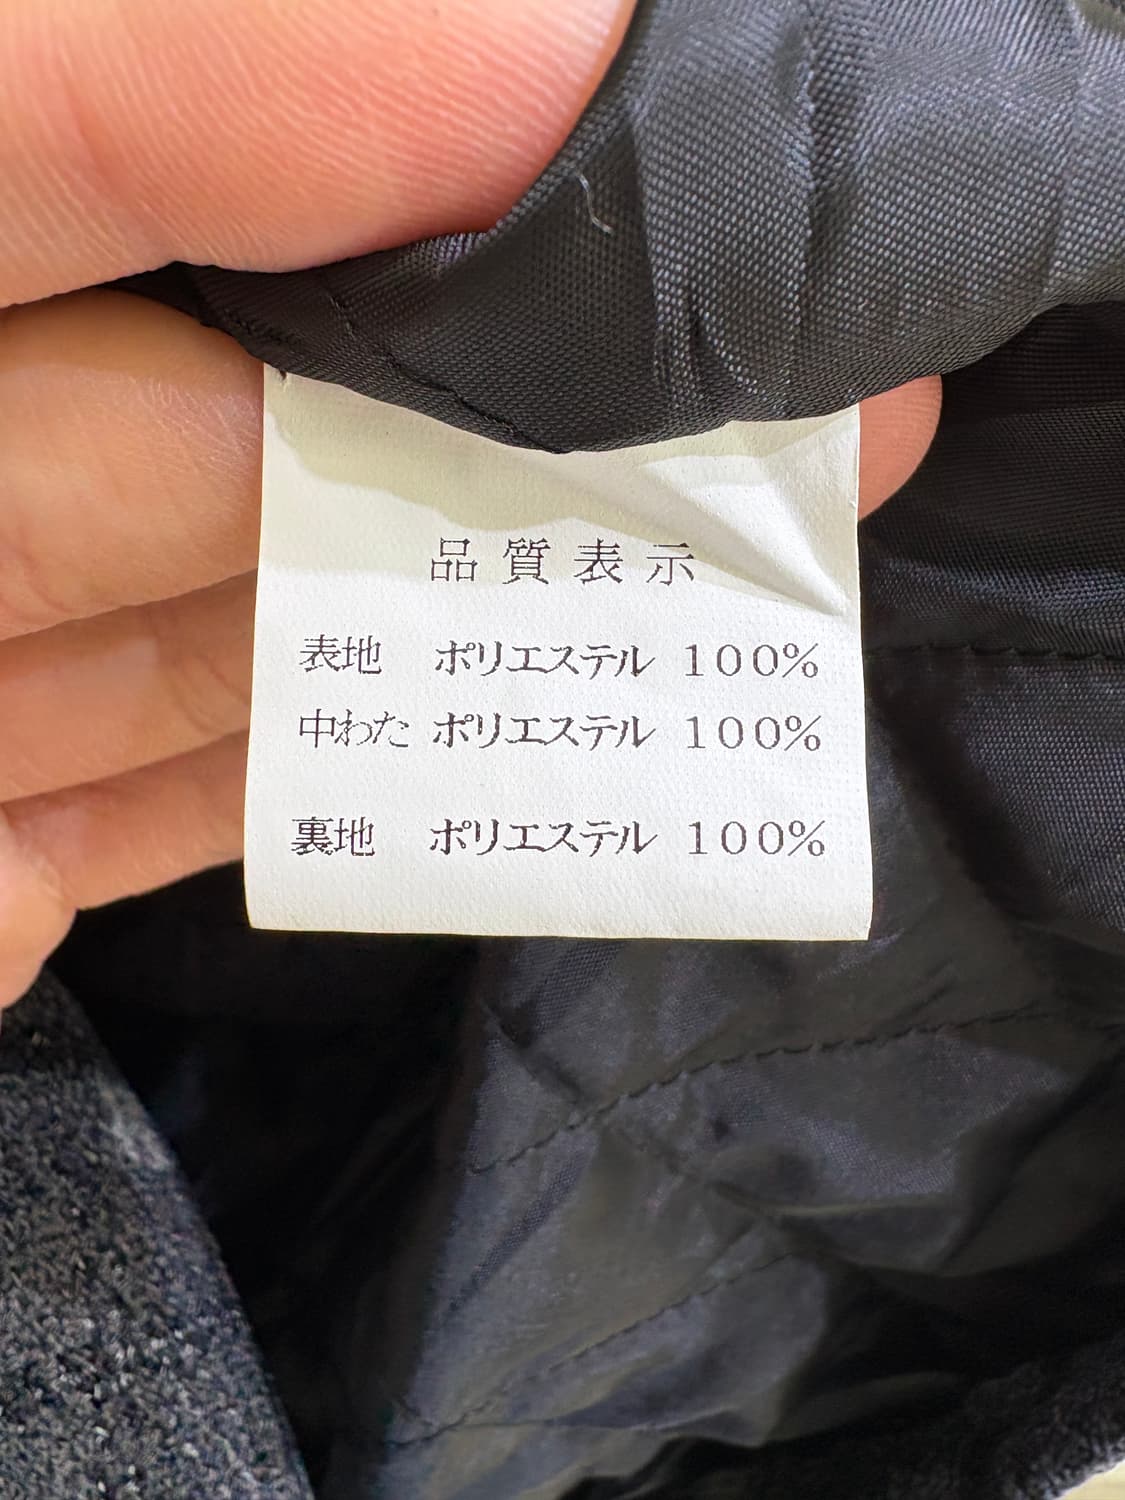 品質表示
表地 ポリエステル 100%
中わた ポリエステル 100%
裏地 ポリエステル 100%